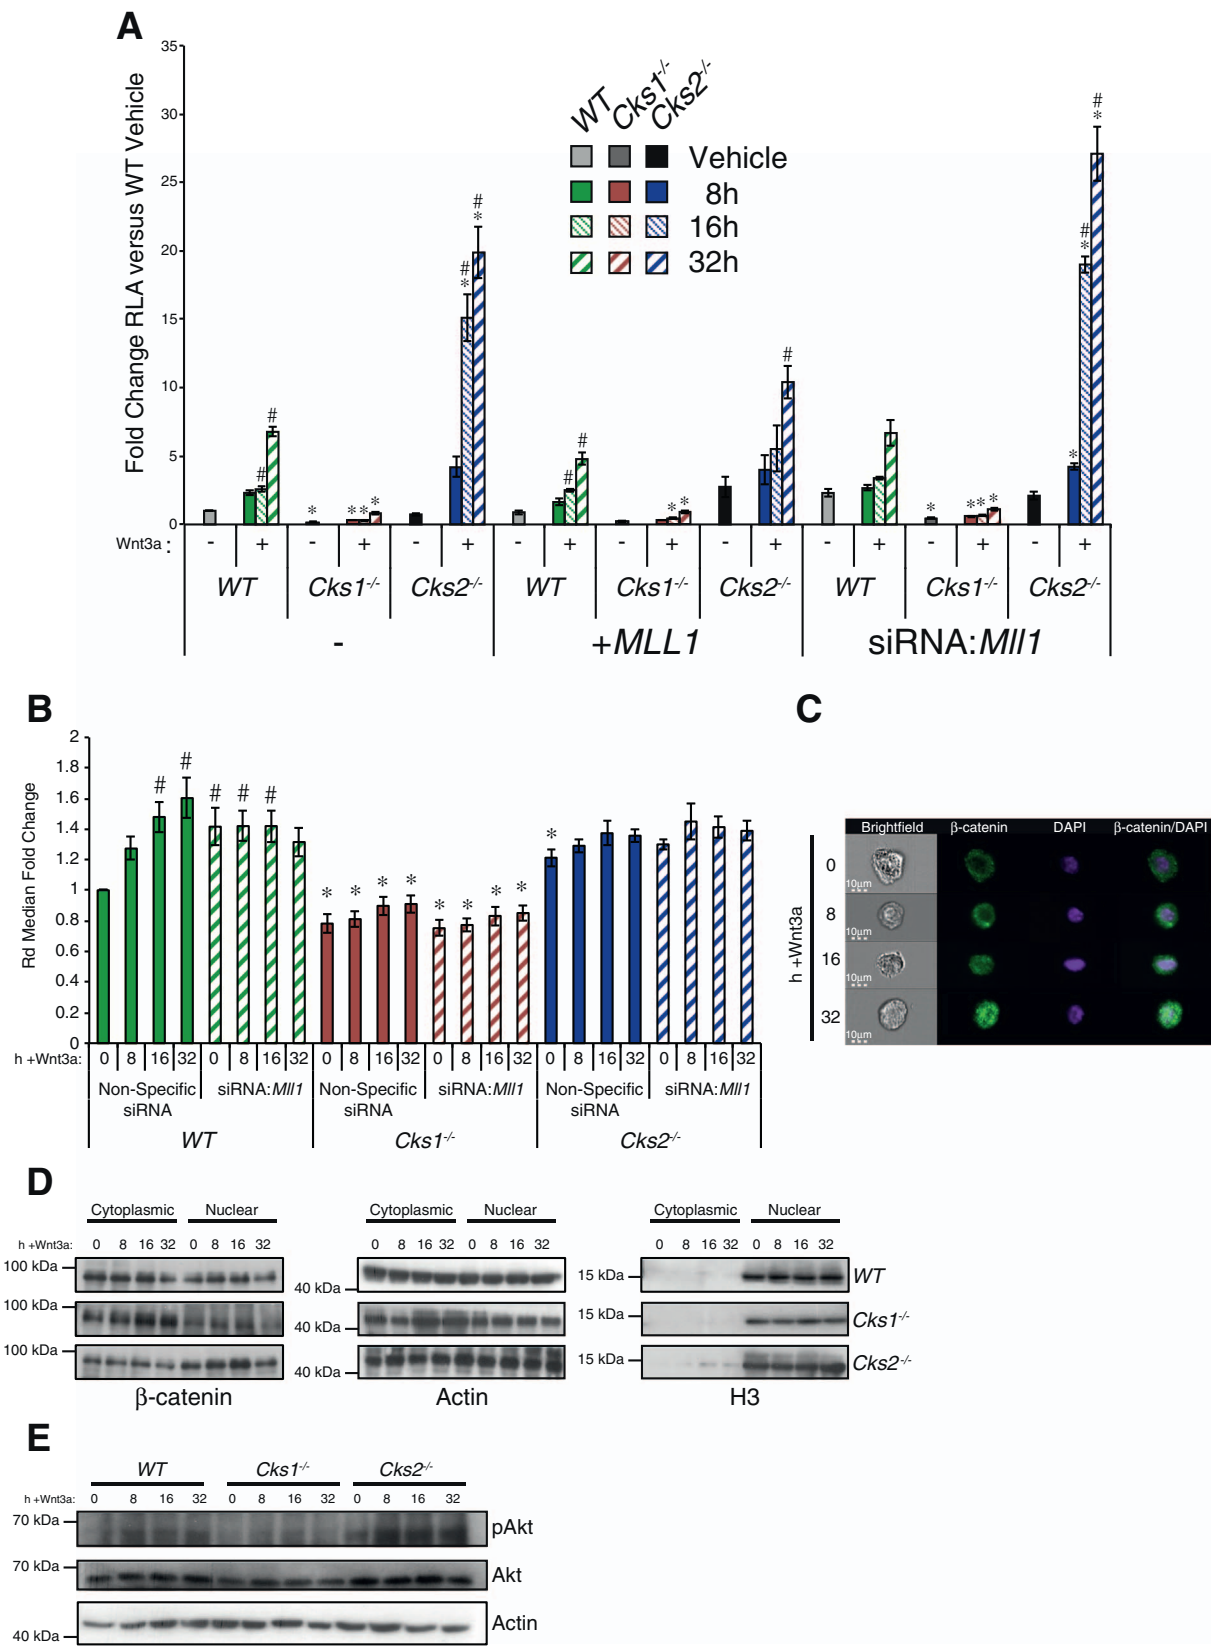 A
Fold Change RLA versus WT Vehicle
35
30
25
20
15
10
5
0
WT
Cks1-/-
Cks2-/-
Vehicle
8h
16h
32h
# # * * * * * # * # * # # * * # * * * * * * # * # *
Wnt3a : - + - + - + - + - + - + - + - + - +
WT Cks1-/- Cks2-/- WT Cks1-/- Cks2-/- WT Cks1-/- Cks2-/-
- +MLL1 siRNA:Mll1
B
Rd Median Fold Change
2
1.8
1.6
1.4
1.2
1
0.8
0.6
0.4
0.2
0
# # # # # * * * * * * * * *
h +Wnt3a: 0 8 16 32 0 8 16 32 0 8 16 32 0 8 16 32 0 8 16 32 0 8 16 32
Non-Specific siRNA:Mll1 Non-Specific siRNA:Mll1 Non-Specific siRNA:Mll1
siRNA siRNA siRNA
WT Cks1-/- Cks2-/-
C
Brightfield β-catenin DAPI β-catenin/DAPI
h +Wnt3a
0
10μm
8
10μm
16
10μm
32
10μm
D
Cytoplasmic Nuclear Cytoplasmic Nuclear Cytoplasmic Nuclear
h +Wnt3a: 0 8 16 32 0 8 16 32 0 8 16 32 0 8 16 32 0 8 16 32 0 8 16 32
100 kDa 40 kDa 15 kDa WT
100 kDa 40 kDa 15 kDa Cks1-/-
100 kDa 40 kDa 15 kDa Cks2-/-
β-catenin Actin H3
E
WT Cks1-/- Cks2-/-
h +Wnt3a: 0 8 16 32 0 8 16 32 0 8 16 32
70 kDa pAkt
70 kDa Akt
40 kDa Actin